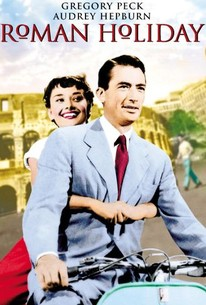 GREGORY PECK
AUDREY HEPBURN
ROMAN HOLIDAY